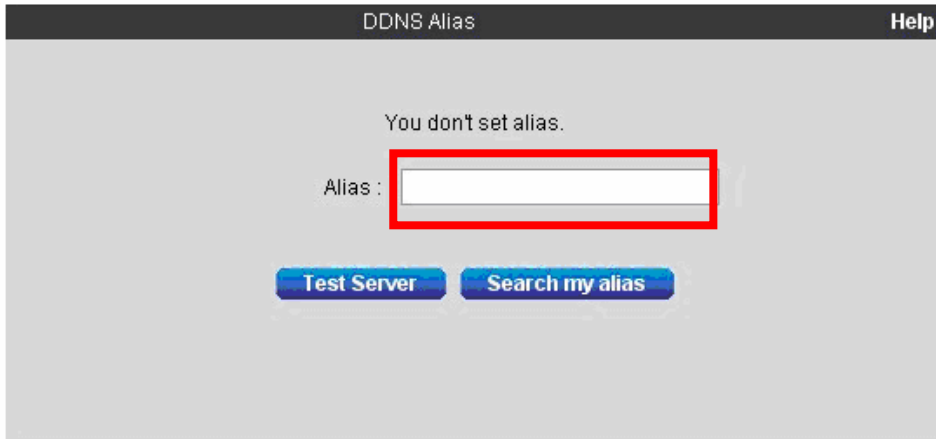 DDNS Alias Help
You don't set alias.
Alias :
Test Server Search my alias